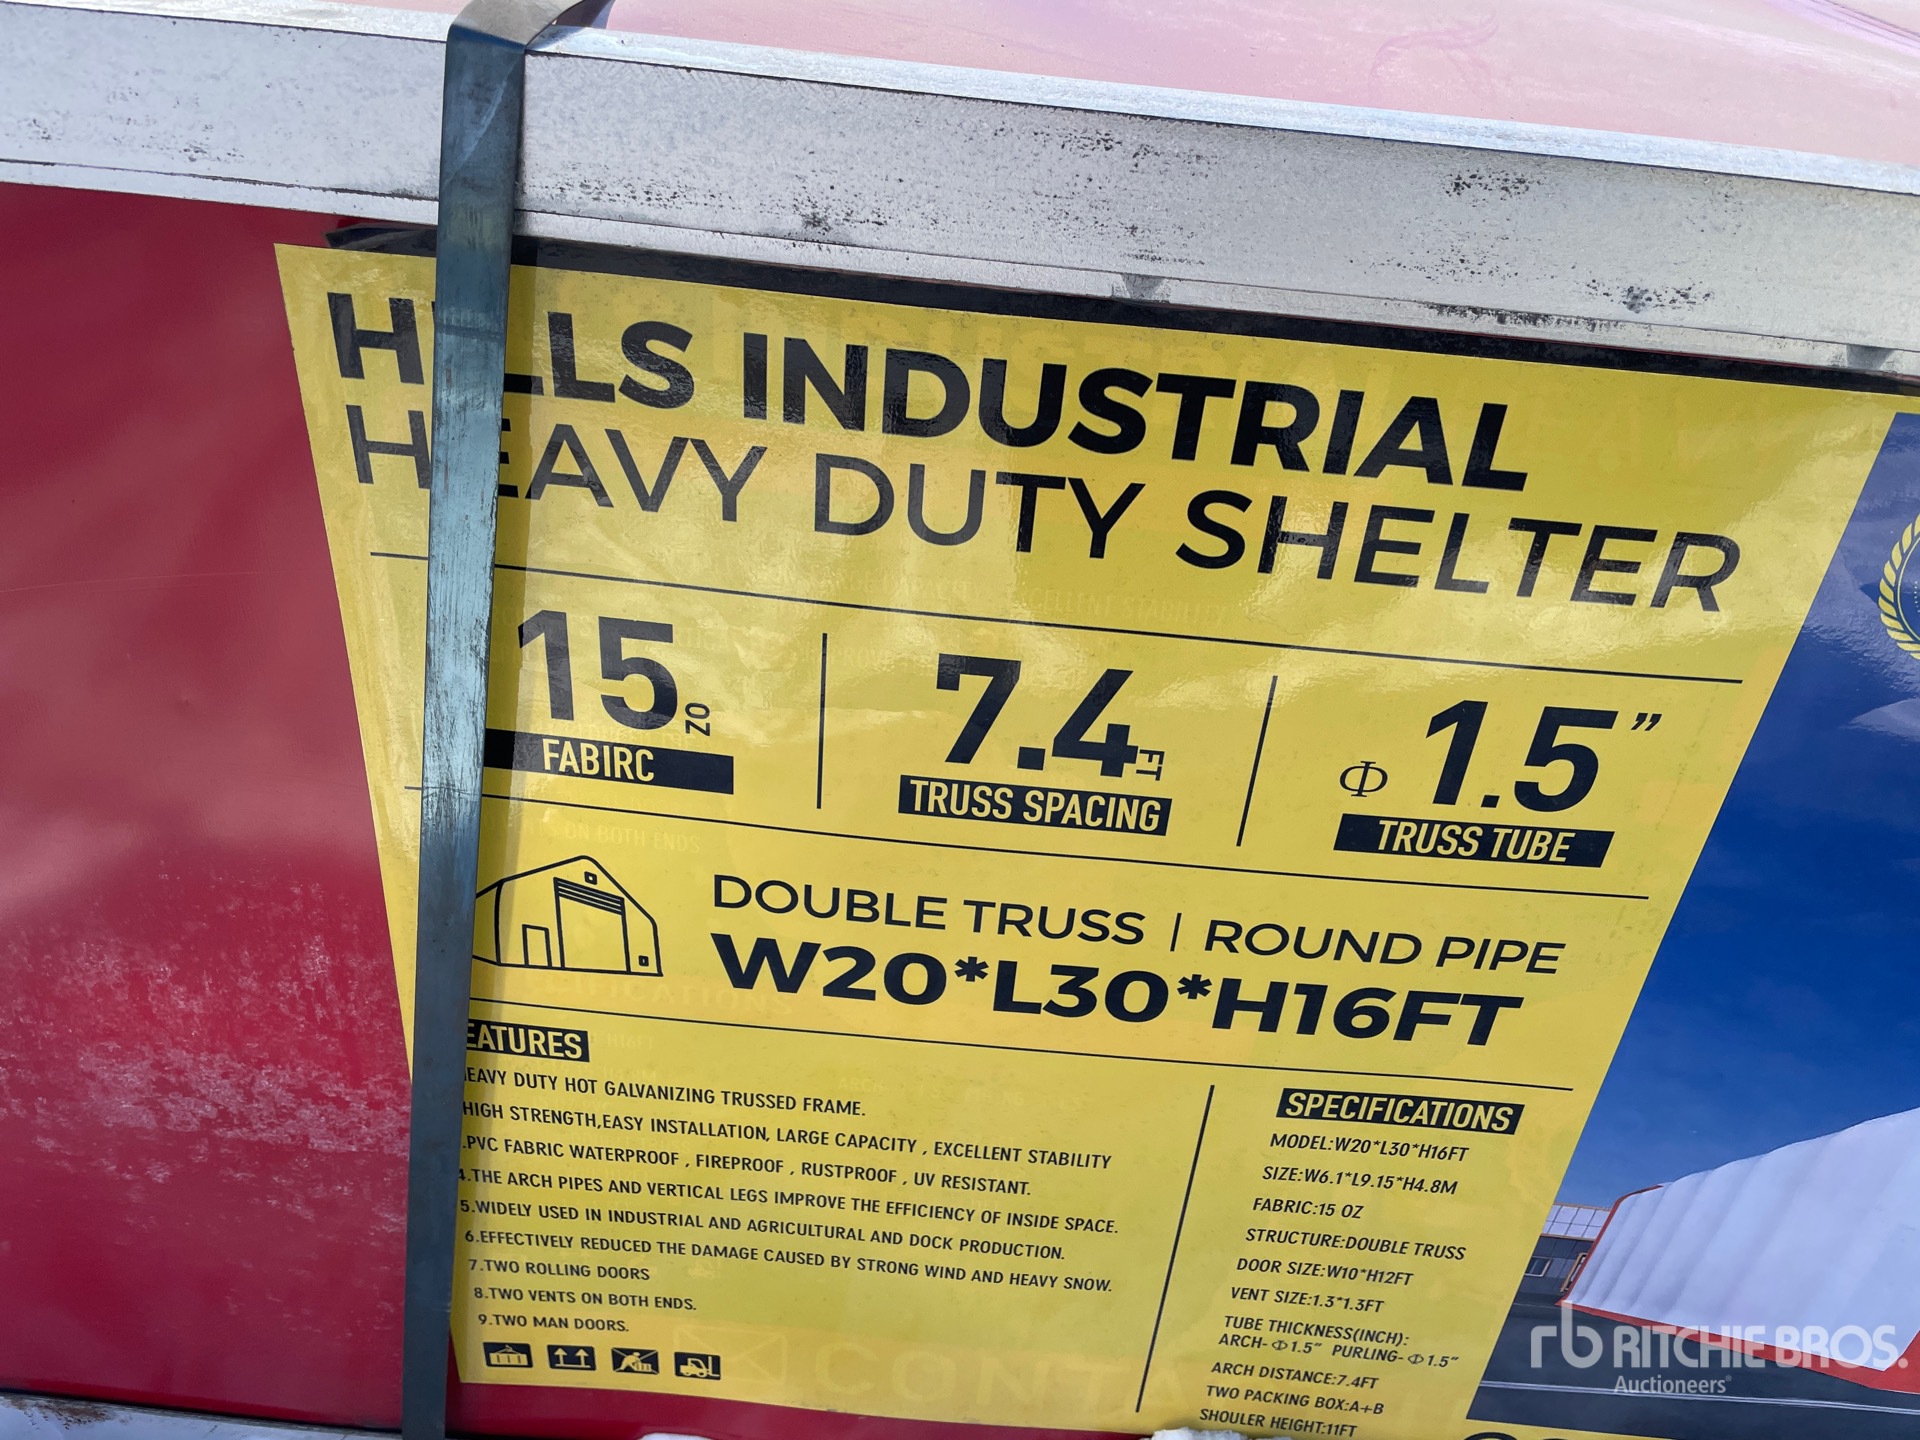 HILLS INDUSTRIAL
HEAVY DUTY SHELTER
15 OZ
FABIRC
7.4 FT
TRUSS SPACING
Φ 1.5”
TRUSS TUBE
DOUBLE TRUSS | ROUND PIPE
W20*L30*H16FT
EATURES
EAVY DUTY HOT GALVANIZING TRUSSED FRAME.
HIGH STRENGTH,EASY INSTALLATION, LARGE CAPACITY , EXCELLENT STABILITY
.PVC FABRIC WATERPROOF , FIREPROOF , RUSTPROOF , UV RESISTANT.
4.THE ARCH PIPES AND VERTICAL LEGS IMPROVE THE EFFICIENCY OF INSIDE SPACE.
5.WIDELY USED IN INDUSTRIAL AND AGRICULTURAL AND DOCK PRODUCTION.
6.EFFECTIVELY REDUCED THE DAMAGE CAUSED BY STRONG WIND AND HEAVY SNOW.
7.TWO ROLLING DOORS
8.TWO VENTS ON BOTH ENDS.
9.TWO MAN DOORS.
SPECIFICATIONS
MODEL:W20*L30*H16FT
SIZE:W6.1*L9.15*H4.8M
FABRIC:15 OZ
STRUCTURE:DOUBLE TRUSS
DOOR SIZE:W10*H12FT
VENT SIZE:1.3*1.3FT
TUBE THICKNESS(INCH):
ARCH- Φ1.5” PURLING- Φ1.5”
ARCH DISTANCE:7.4FT
TWO PACKING BOX:A+B
SHOULER HEIGHT:11FT
rb RITCHIE BROS.
Auctioneers®